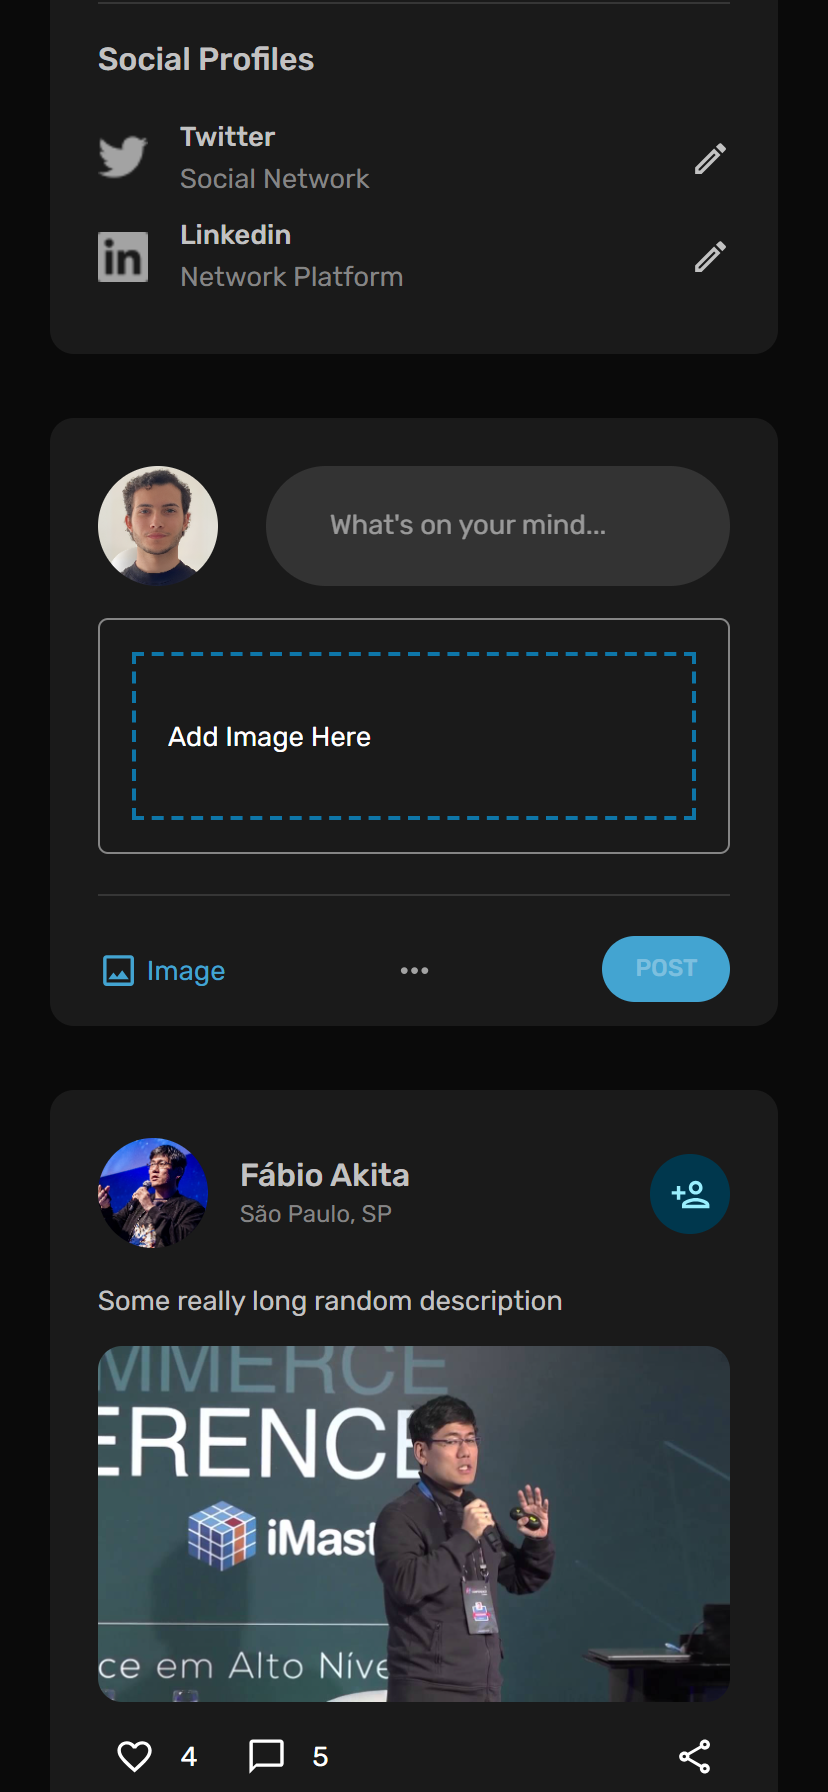 Social Profiles
Twitter
Social Network
Linkedin
Network Platform
What's on your mind...
Add Image Here
Image
POST
Fábio Akita
São Paulo, SP
Some really long random description
MMERCE
ERENCE
iMast
ce em Alto Níve
4
5